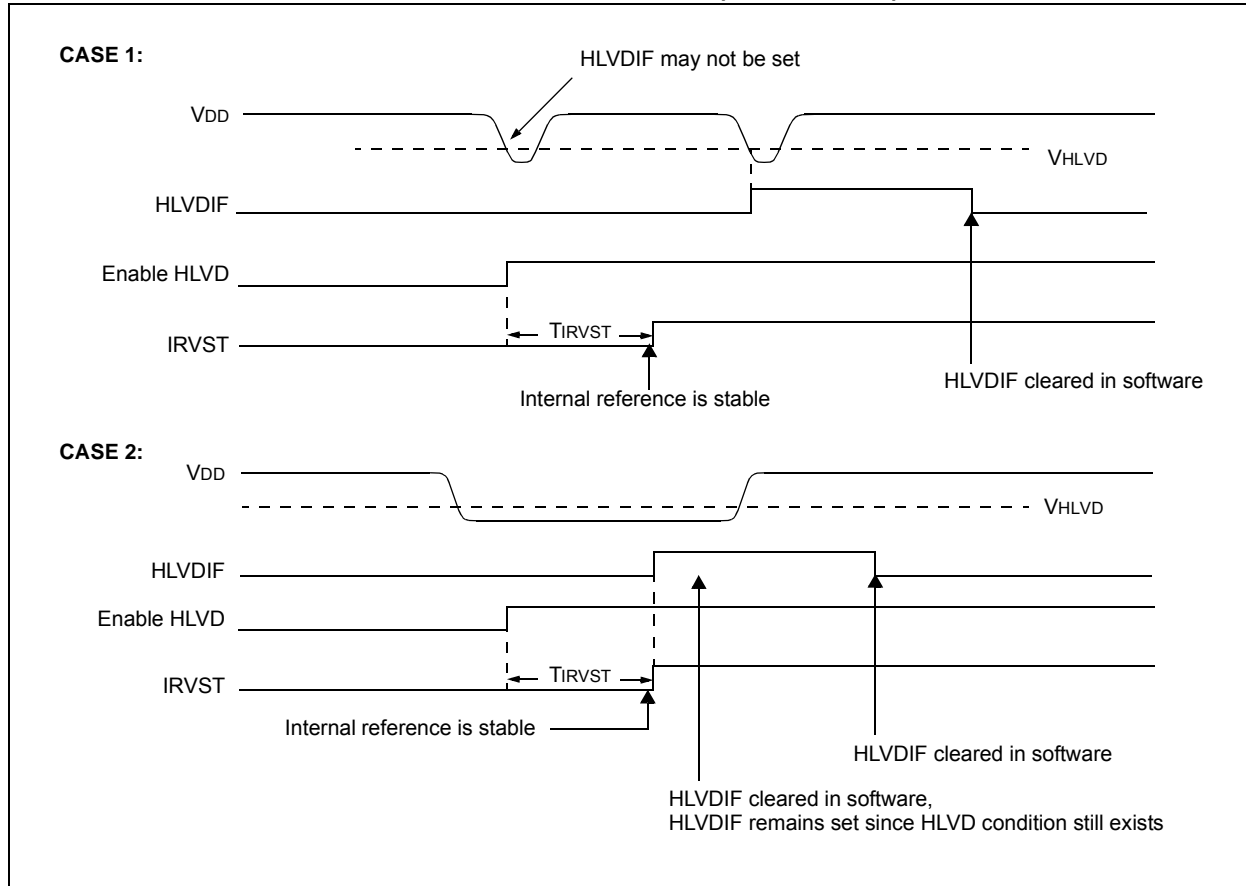 CASE 1:
HLVDIF may not be set
VDD
VHLVD
HLVDIF
Enable HLVD
TIRVST
IRVST
HLVDIF cleared in software
Internal reference is stable
CASE 2:
VDD
VHLVD
HLVDIF
Enable HLVD
TIRVST
IRVST
Internal reference is stable
HLVDIF cleared in software
HLVDIF cleared in software,
HLVDIF remains set since HLVD condition still exists